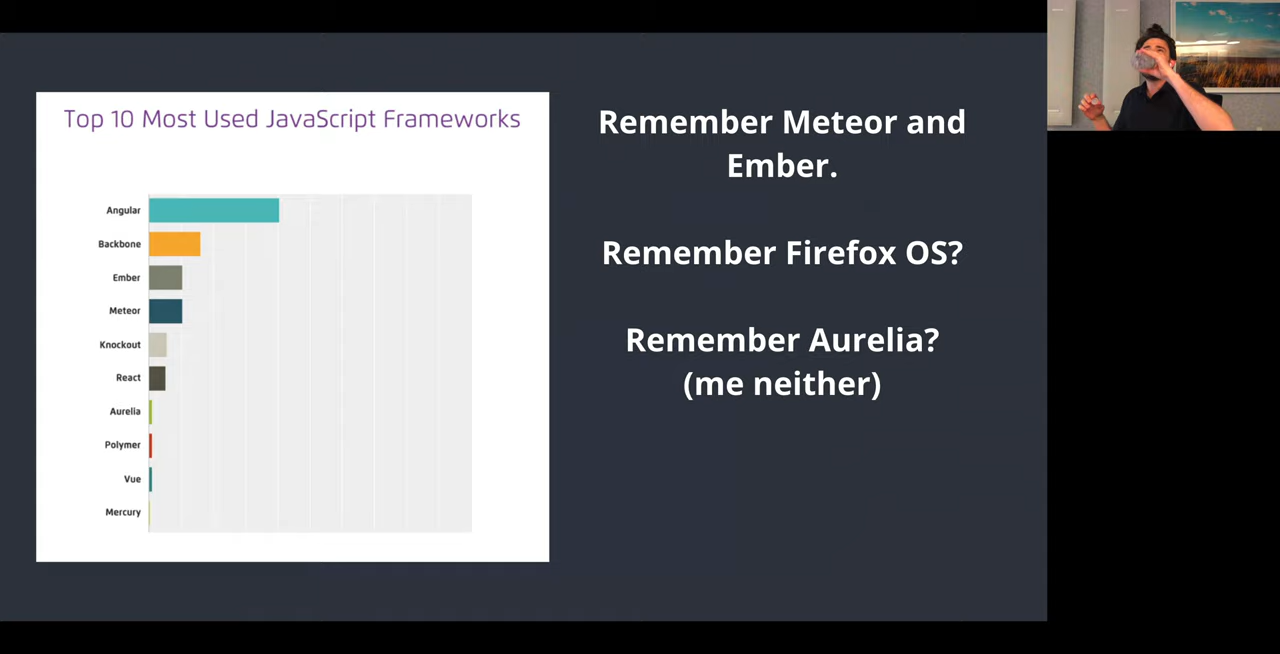 Top 10 Most Used JavaScript Frameworks
Angular
Backbone
Ember
Meteor
Knockout
React
Aurelia
Polymer
Vue
Mercury
Remember Meteor and
Ember.
Remember Firefox OS?
Remember Aurelia?
(me neither)